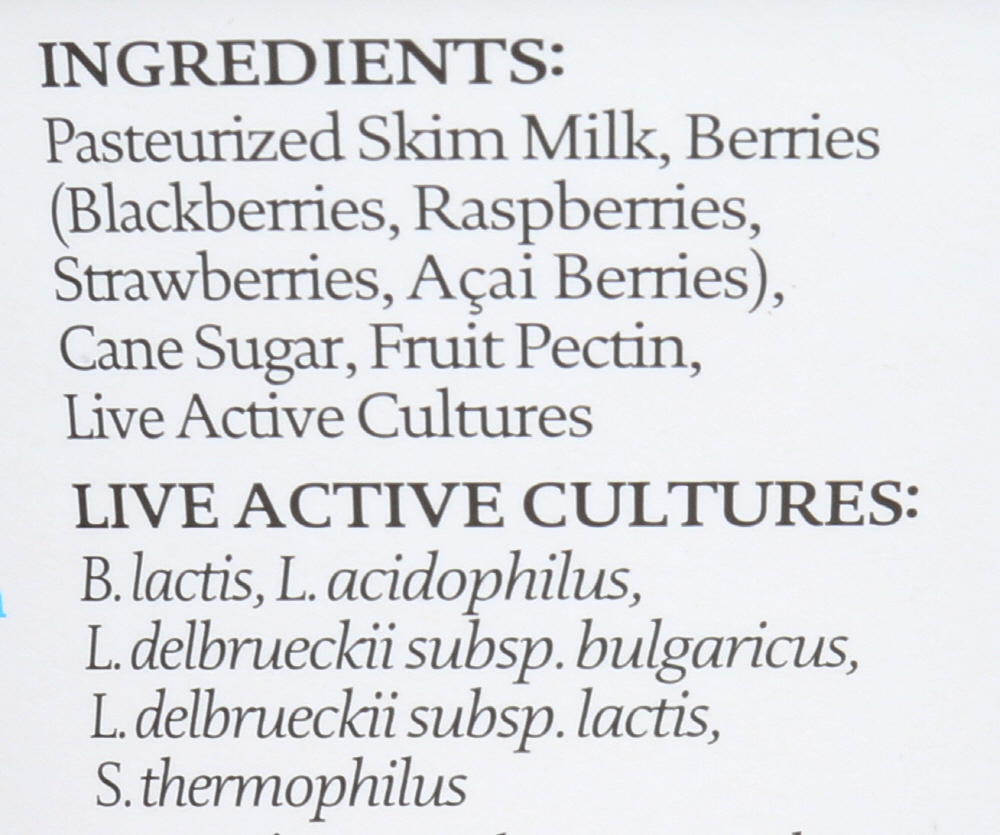 INGREDIENTS:
Pasteurized Skim Milk, Berries
(Blackberries, Raspberries,
Strawberries, Açai Berries),
Cane Sugar, Fruit Pectin,
Live Active Cultures
LIVE ACTIVE CULTURES:
B. lactis, L. acidophilus,
L. delbrueckii subsp. bulgaricus,
L. delbrueckii subsp. lactis,
S. thermophilus